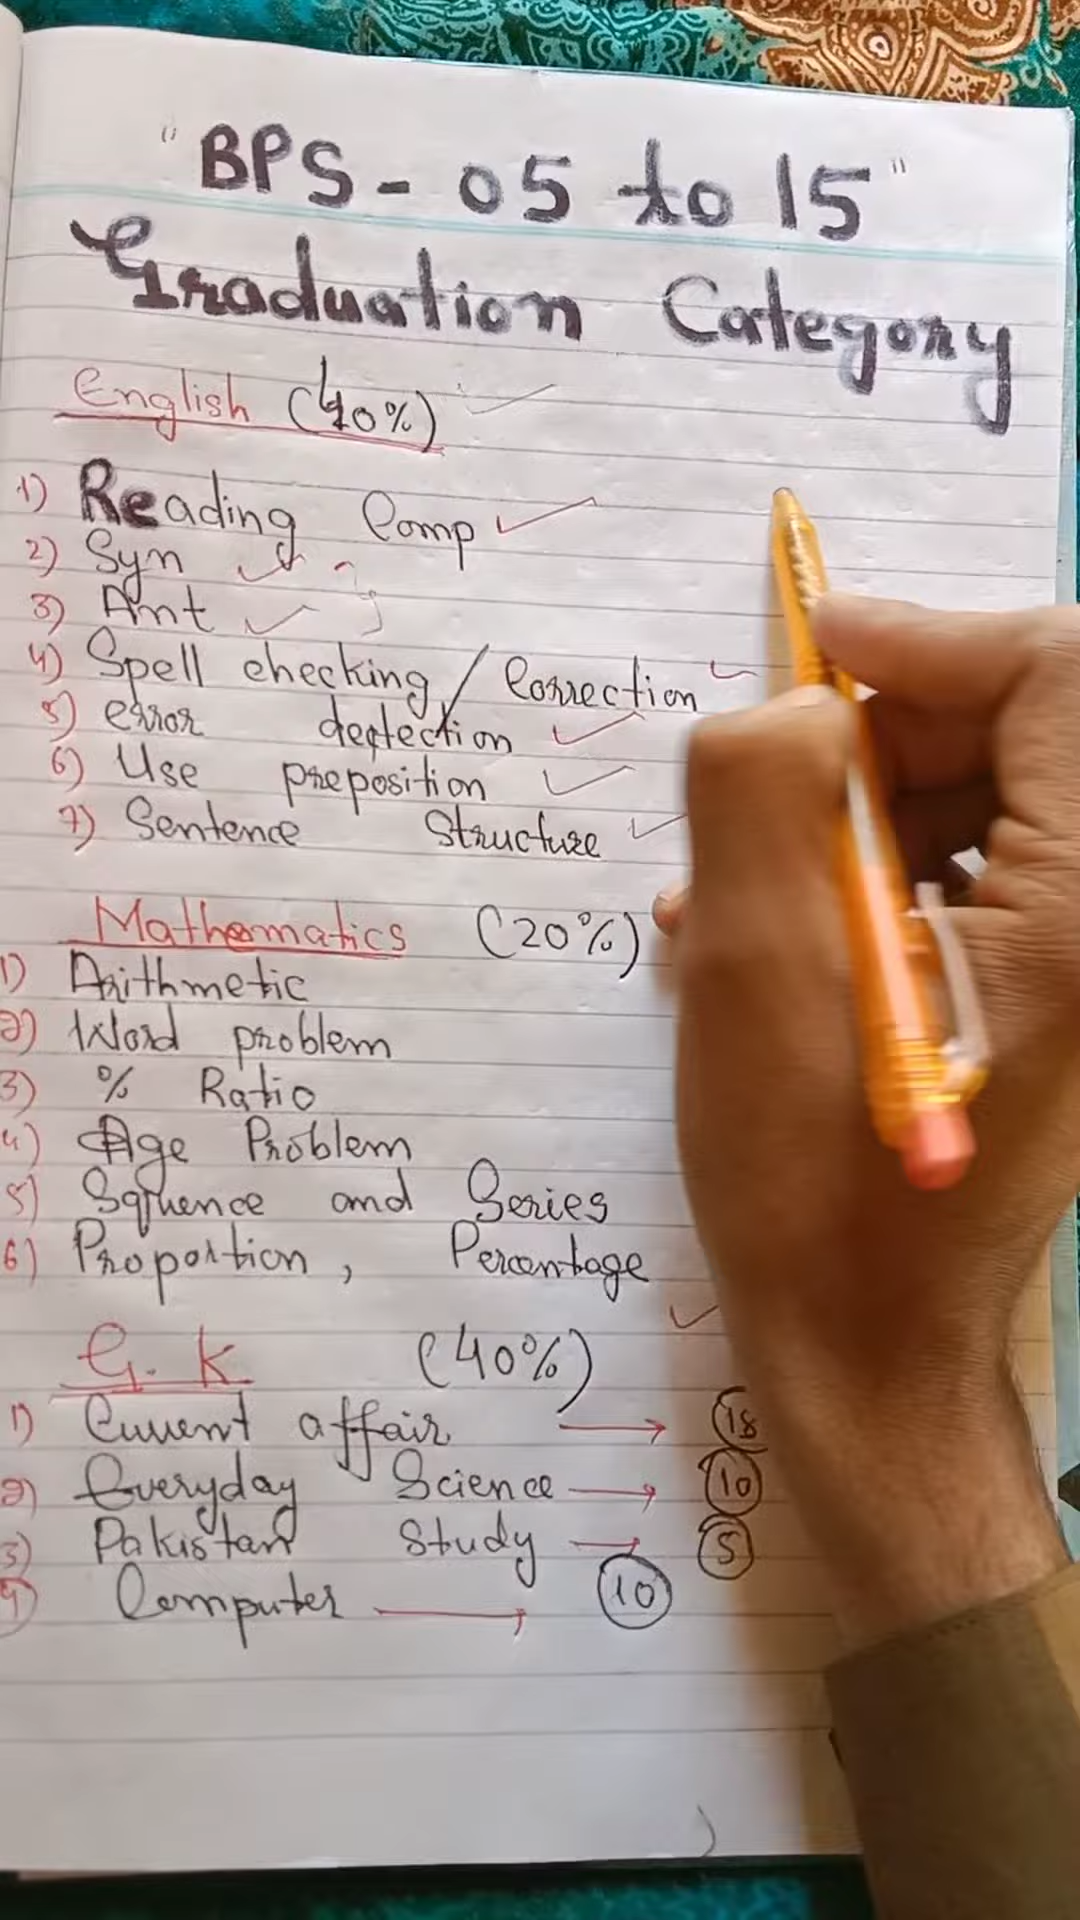 "BPS - 05 to 15"
Graduation Category
English (40%)
1) Reading Comp
2) Syn
3) Ant
4) Spell checking / Correction
5) error detection
6) Use preposition
7) Sentence Structure
Mathematics (20%)
1) Arithmetic
2) Word problem
3) % Ratio
4) Age Problem
5) Squence and Series
6) Proportion, Percentage
G.K (40%)
1) Current affair → 18
2) Everyday Science → 10
3) Pakistan Study → 5
4) Computer → 10